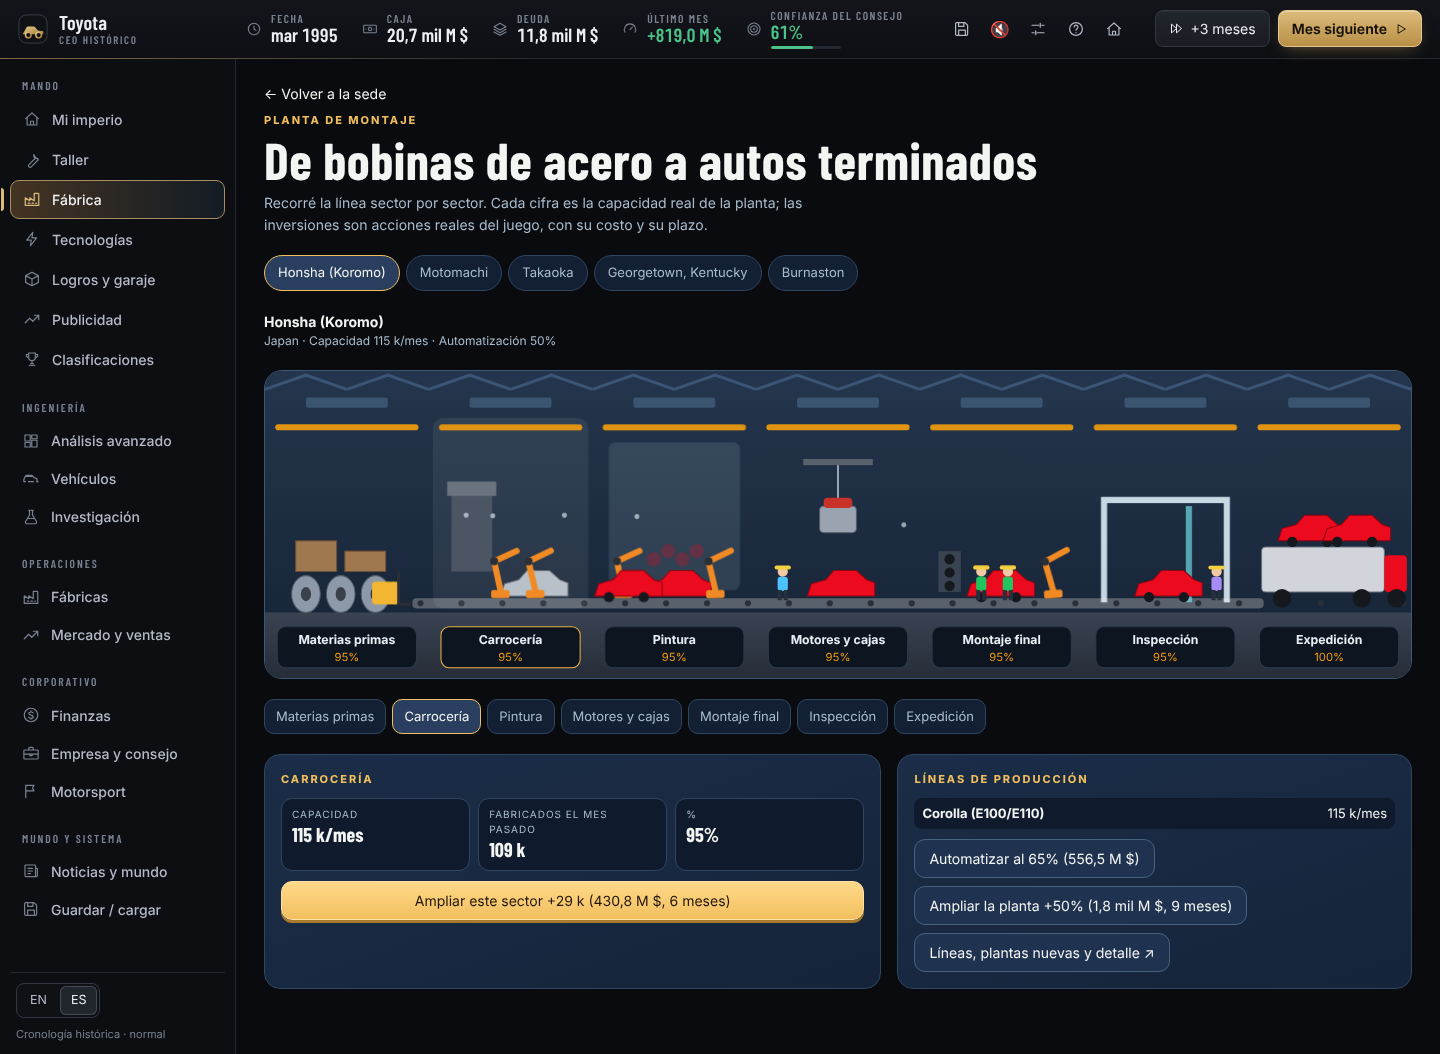 Toyota
CEO HISTÓRICO
FECHA
mar 1995
CAJA
20,7 mil M $
DEUDA
11,8 mil M $
ÚLTIMO MES
+819,0 M $
CONFIANZA DEL CONSEJO
61%
+3 meses
Mes siguiente
MANDO
Mi imperio
Taller
Fábrica
Tecnologías
Logros y garaje
Publicidad
Clasificaciones
INGENIERÍA
Análisis avanzado
Vehículos
Investigación
OPERACIONES
Fábricas
Mercado y ventas
CORPORATIVO
Finanzas
Empresa y consejo
Motorsport
MUNDO Y SISTEMA
Noticias y mundo
Guardar / cargar
EN ES
Cronología histórica · normal
← Volver a la sede
PLANTA DE MONTAJE
De bobinas de acero a autos terminados
Recorré la línea sector por sector. Cada cifra es la capacidad real de la planta; las
inversiones son acciones reales del juego, con su costo y su plazo.
Honsha (Koromo) Motomachi Takaoka Georgetown, Kentucky Burnaston
Honsha (Koromo)
Japan · Capacidad 115 k/mes · Automatización 50%
Materias primas
95%
Carrocería
95%
Pintura
95%
Motores y cajas
95%
Montaje final
95%
Inspección
95%
Expedición
100%
Materias primas Carrocería Pintura Motores y cajas Montaje final Inspección Expedición
CARROCERÍA
CAPACIDAD
115 k/mes
FABRICADOS EL MES
PASADO
109 k
%
95%
Ampliar este sector +29 k (430,8 M $, 6 meses)
LÍNEAS DE PRODUCCIÓN
Corolla (E100/E110) 115 k/mes
Automatizar al 65% (556,5 M $)
Ampliar la planta +50% (1,8 mil M $, 9 meses)
Líneas, plantas nuevas y detalle ↗